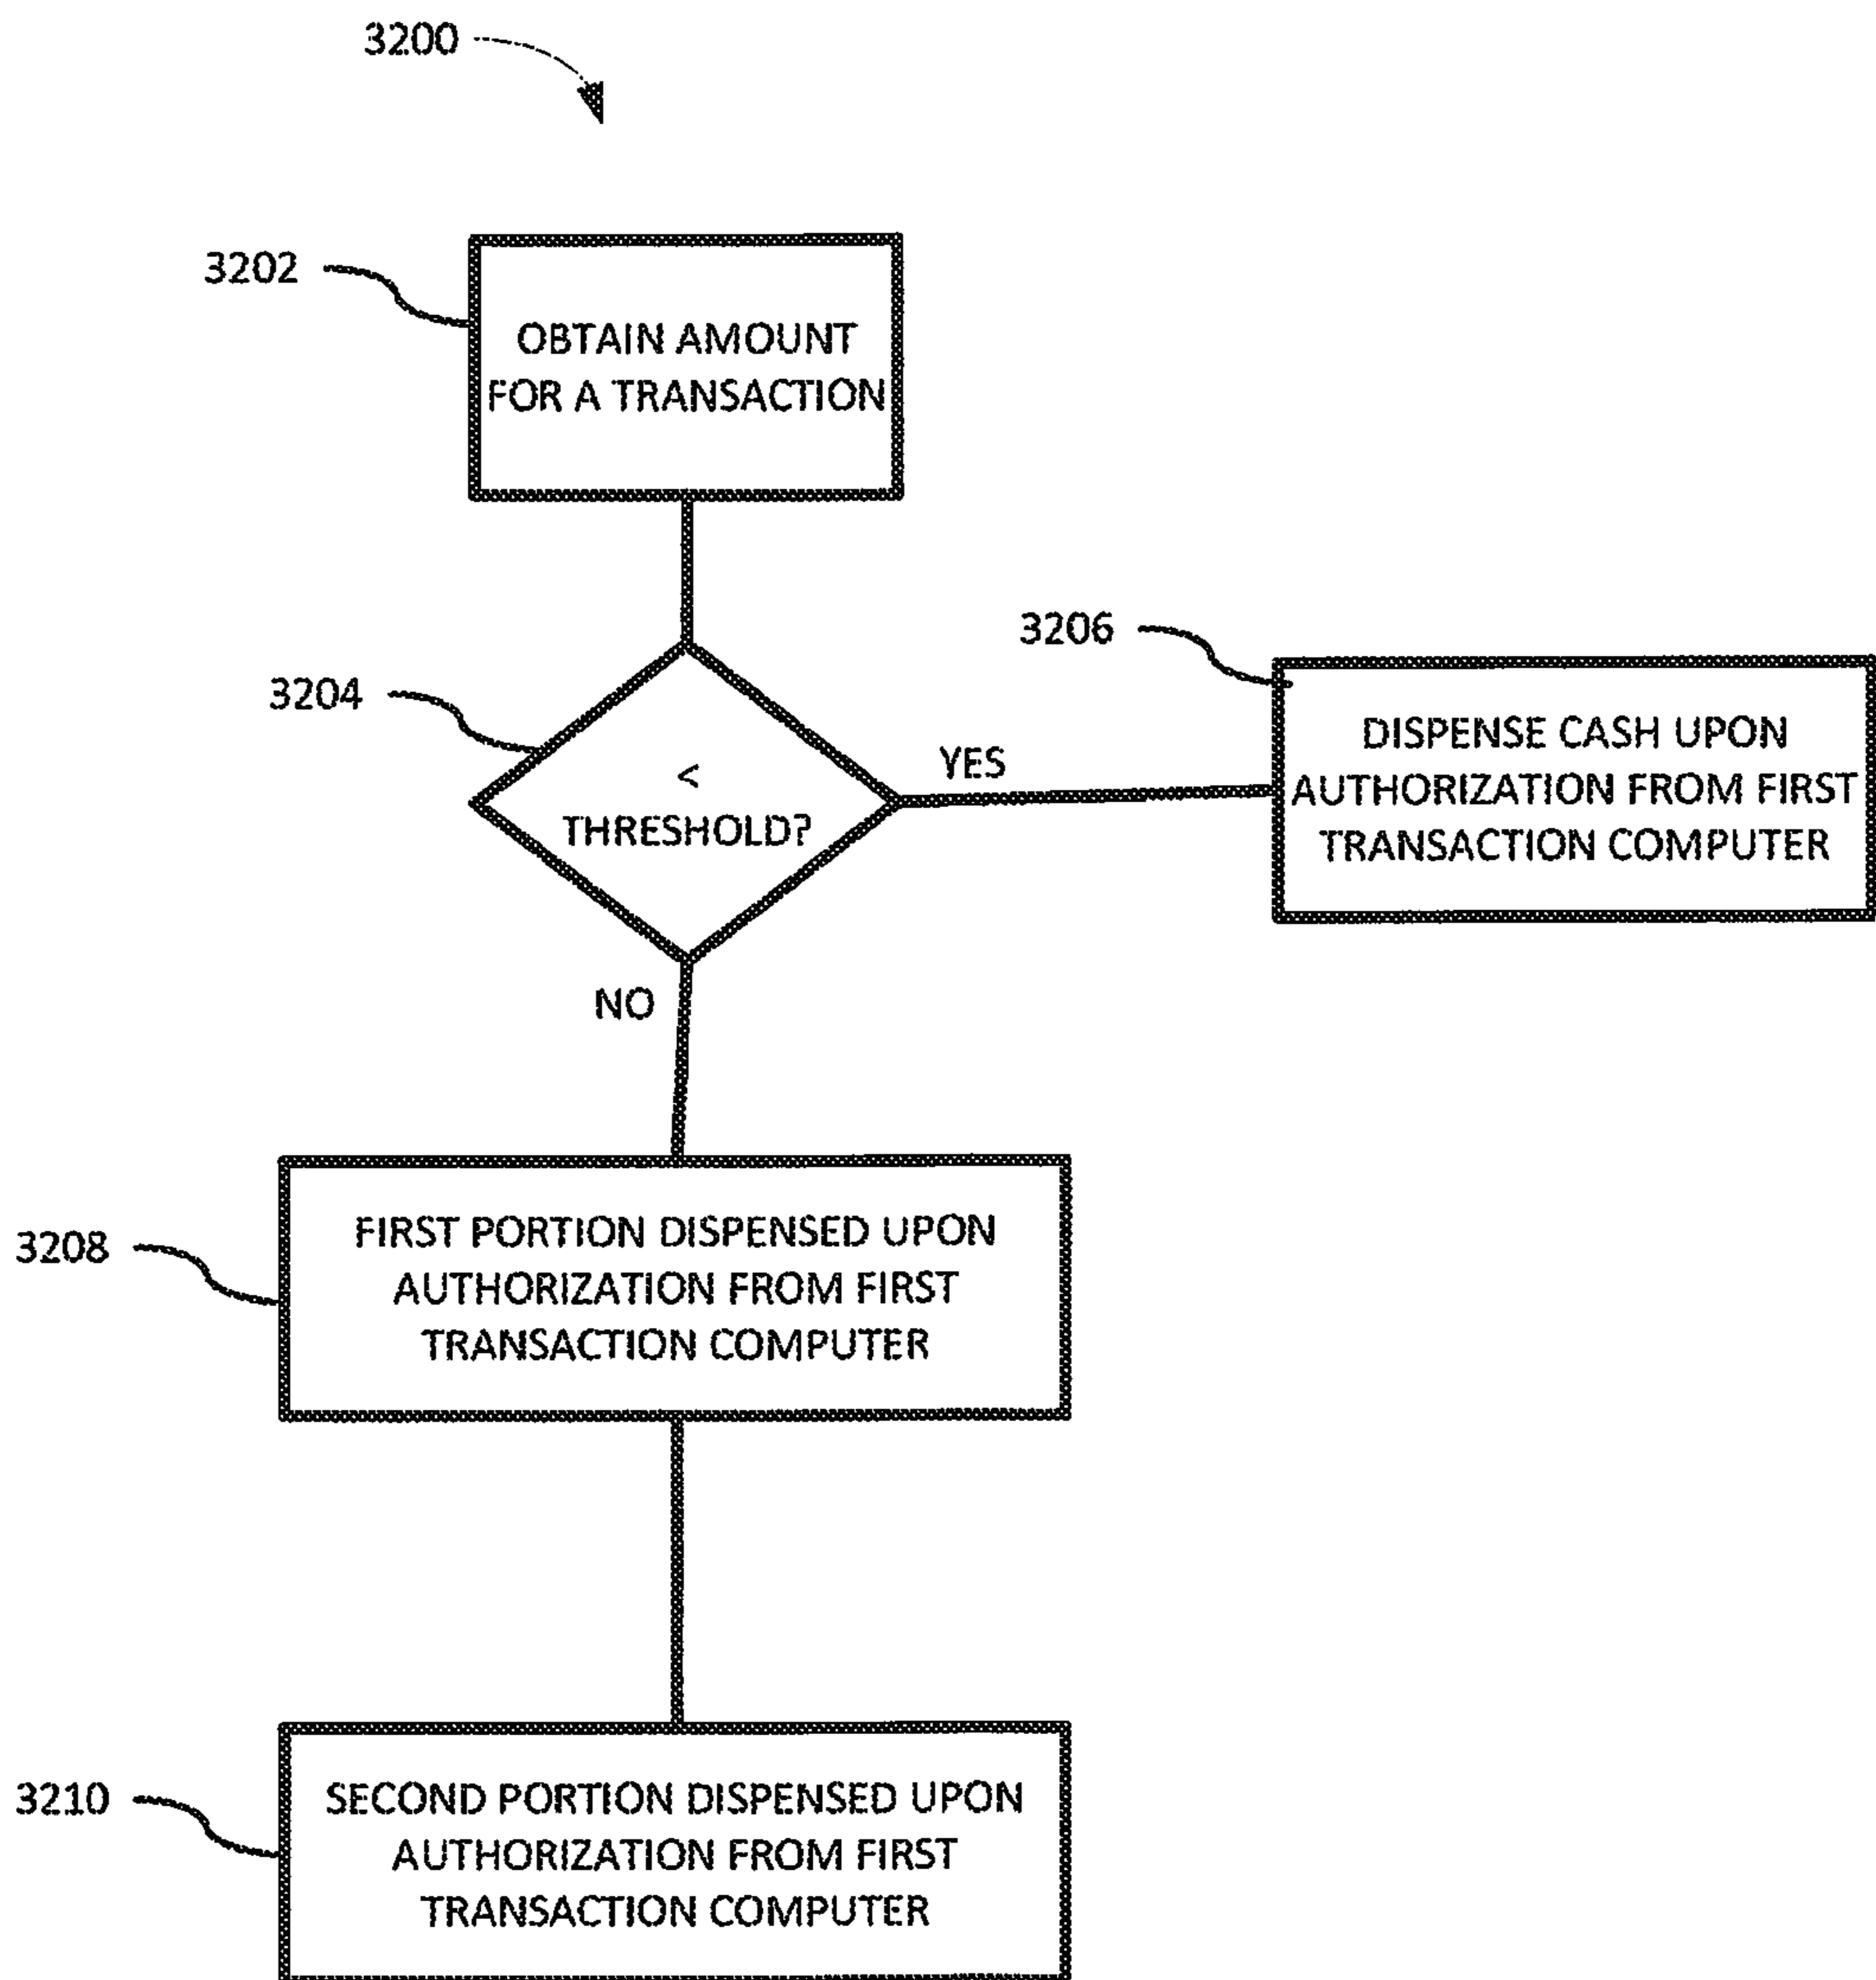 3200
3202
OBTAIN AMOUNT
FOR A TRANSACTION
3204
<
THRESHOLD?
YES
3206
DISPENSE CASH UPON
AUTHORIZATION FROM FIRST
TRANSACTION COMPUTER
NO
3208
FIRST PORTION DISPENSED UPON
AUTHORIZATION FROM FIRST
TRANSACTION COMPUTER
3210
SECOND PORTION DISPENSED UPON
AUTHORIZATION FROM FIRST
TRANSACTION COMPUTER